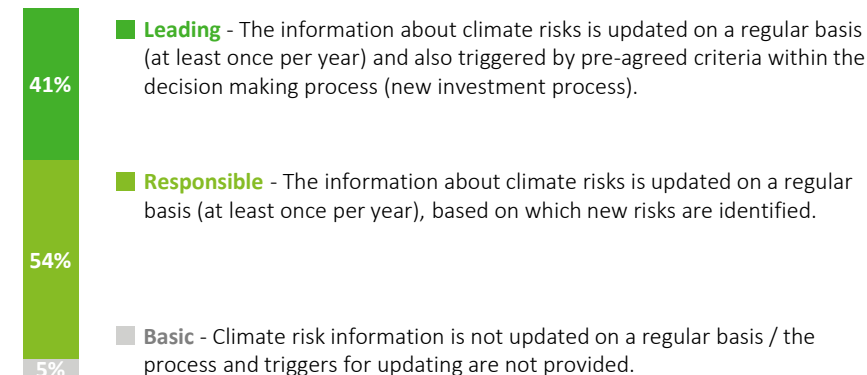 41%
Leading - The information about climate risks is updated on a regular basis
(at least once per year) and also triggered by pre-agreed criteria within the
decision making process (new investment process).
Responsible - The information about climate risks is updated on a regular
basis (at least once per year), based on which new risks are identified.
54%
Basic - Climate risk information is not updated on a regular basis / the
process and triggers for updating are not provided.
5%